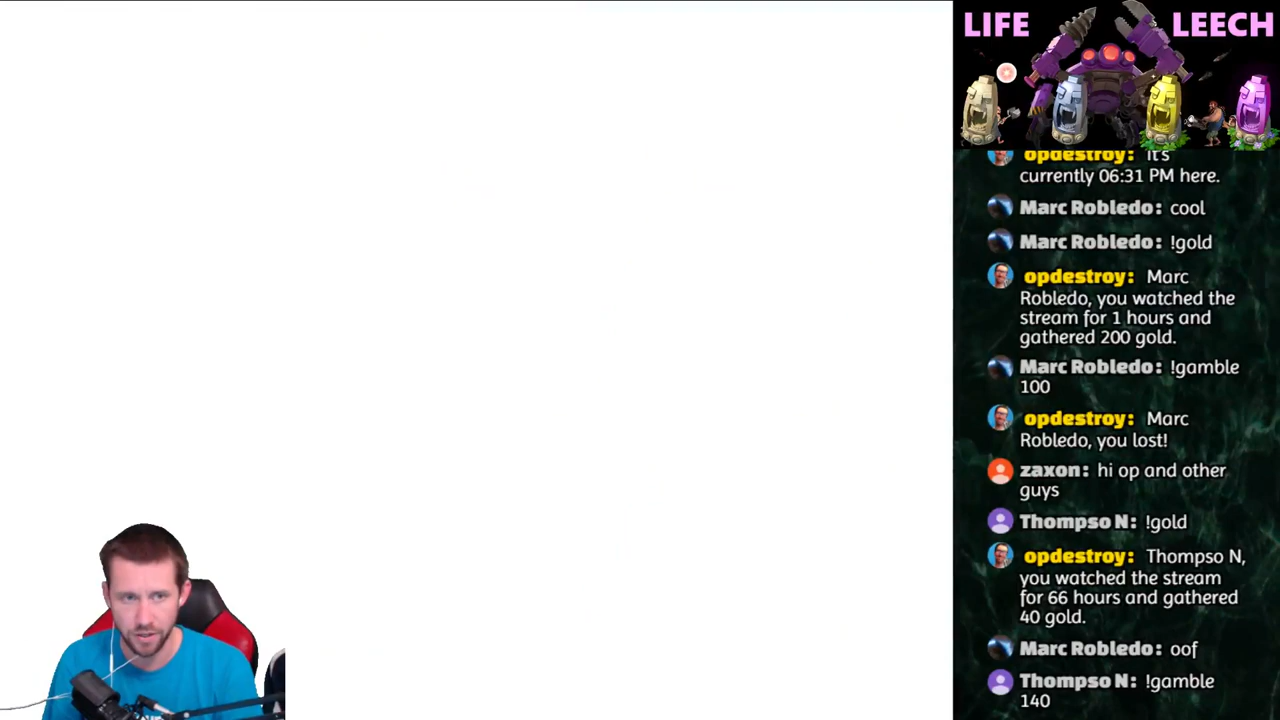 LIFE LEECH
opdestroy: It's
currently 06:31 PM here.
Marc Robledo: cool
Marc Robledo: !gold
opdestroy: Marc
Robledo, you watched the
stream for 1 hours and
gathered 200 gold.
Marc Robledo: !gamble
100
opdestroy: Marc
Robledo, you lost!
zaxon: hi op and other
guys
Thompso N: !gold
opdestroy: Thompso N,
you watched the stream
for 66 hours and gathered
40 gold.
Marc Robledo: oof
Thompso N: !gamble
140